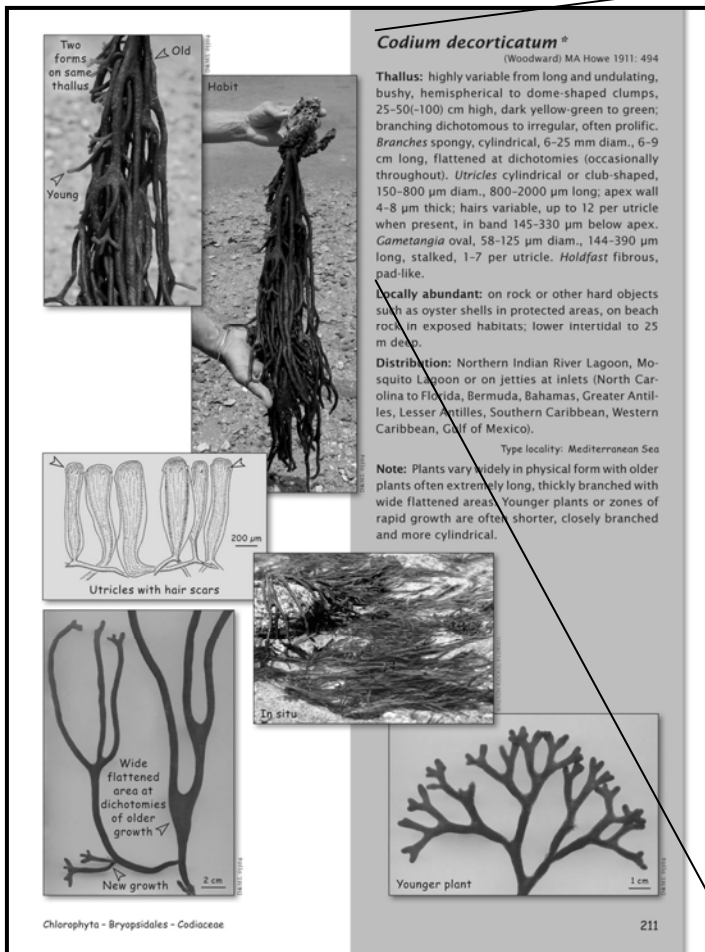 Two
forms
on same
thallus
Old
Young
Habit
Utricles with hair scars
200 µm
In situ
Wide
flattened
area at
dichotomies
of older
growth
New growth
2 cm
Younger plant
1 cm
Codium decorticatum*
(Woodward) MA Howe 1911: 494
Thallus: highly variable from long and undulating,
bushy, hemispherical to dome-shaped clumps,
25–50(–100) cm high, dark yellow-green to green;
branching dichotomous to irregular, often prolific.
Branches spongy, cylindrical, 6–25 mm diam., 6–9
cm long, flattened at dichotomies (occasionally
throughout). Utricles cylindrical or club-shaped,
150–800 µm diam., 800–2000 µm long; apex wall
4–8 µm thick; hairs variable, up to 12 per utricle
when present, in band 145–330 µm below apex.
Gametangia oval, 58–125 µm diam., 144–390 µm
long, stalked, 1–7 per utricle. Holdfast fibrous,
pad-like.
Locally abundant: on rock or other hard objects
such as oyster shells in protected areas, on beach
rock in exposed habitats; lower intertidal to 25
m deep.
Distribution: Northern Indian River Lagoon, Mo-
squito Lagoon or on jetties at inlets (North Car-
olina to Florida, Bermuda, Bahamas, Greater Antil-
les, Lesser Antilles, Southern Caribbean, Western
Caribbean, Gulf of Mexico).
Type locality: Mediterranean Sea
Note: Plants vary widely in physical form with older
plants often extremely long, thickly branched with
wide flattened areas. Younger plants or zones of
rapid growth are often shorter, closely branched
and more cylindrical.
Chlorophyta – Bryopsidales – Codiaceae
211